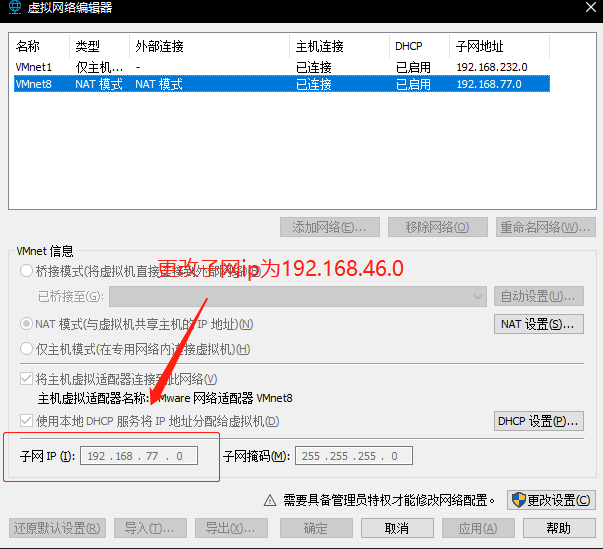 虚拟网络编辑器
名称 类型 外部连接 主机连接 DHCP 子网地址
VMnet1 仅主机... - 已连接 已启用 192.168.232.0
VMnet8 NAT 模式 NAT 模式 已连接 已启用 192.168.77.0
添加网络(E)... 移除网络(O) 重命名网络(W)...
VMnet 信息
更改子网ip为192.168.46.0
桥接模式(将虚拟机直接连接到外部网络)(B)
已桥接至(G): 自动设置(U)...
NAT 模式(与虚拟机共享主机的 IP 地址)(N) NAT 设置(S)...
仅主机模式(在专用网络内连接虚拟机)(H)
将主机虚拟适配器连接到此网络(V)
主机虚拟适配器名称: VMware 网络适配器 VMnet8
使用本地 DHCP 服务将 IP 地址分配给虚拟机(D) DHCP 设置(P)...
子网 IP (I): 192 . 168 . 77 . 0 子网掩码(M): 255 . 255 . 255 . 0
需要具备管理员特权才能修改网络配置。 更改设置(C)
还原默认设置(R) 导入(T)... 导出(X)... 确定 取消 应用(A) 帮助